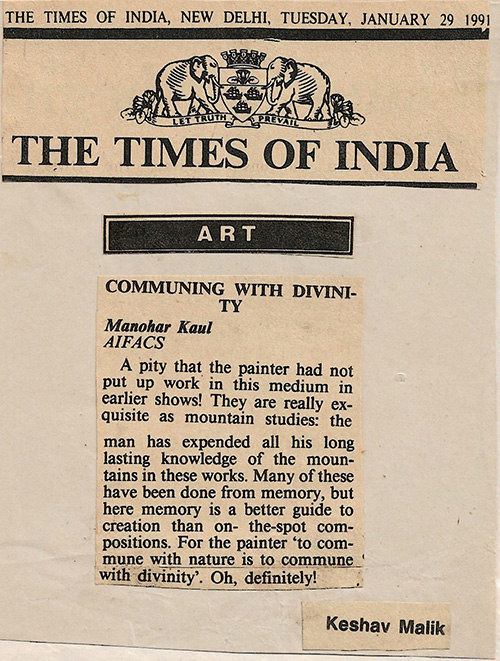 THE TIMES OF INDIA, NEW DELHI, TUESDAY, JANUARY 29 1991
LET TRUTH PREVAIL
THE TIMES OF INDIA
ART
COMMUNING WITH DIVINI-
TY
Manohar Kaul
AIFACS
A pity that the painter had not
put up work in this medium in
earlier shows! They are really ex-
quisite as mountain studies: the
man has expended all his long
lasting knowledge of the moun-
tains in these works. Many of these
have been done from memory, but
here memory is a better guide to
creation than on- the-spot com-
positions. For the painter ‘to com-
mune with nature is to commune
with divinity’. Oh, definitely!
Keshav Malik